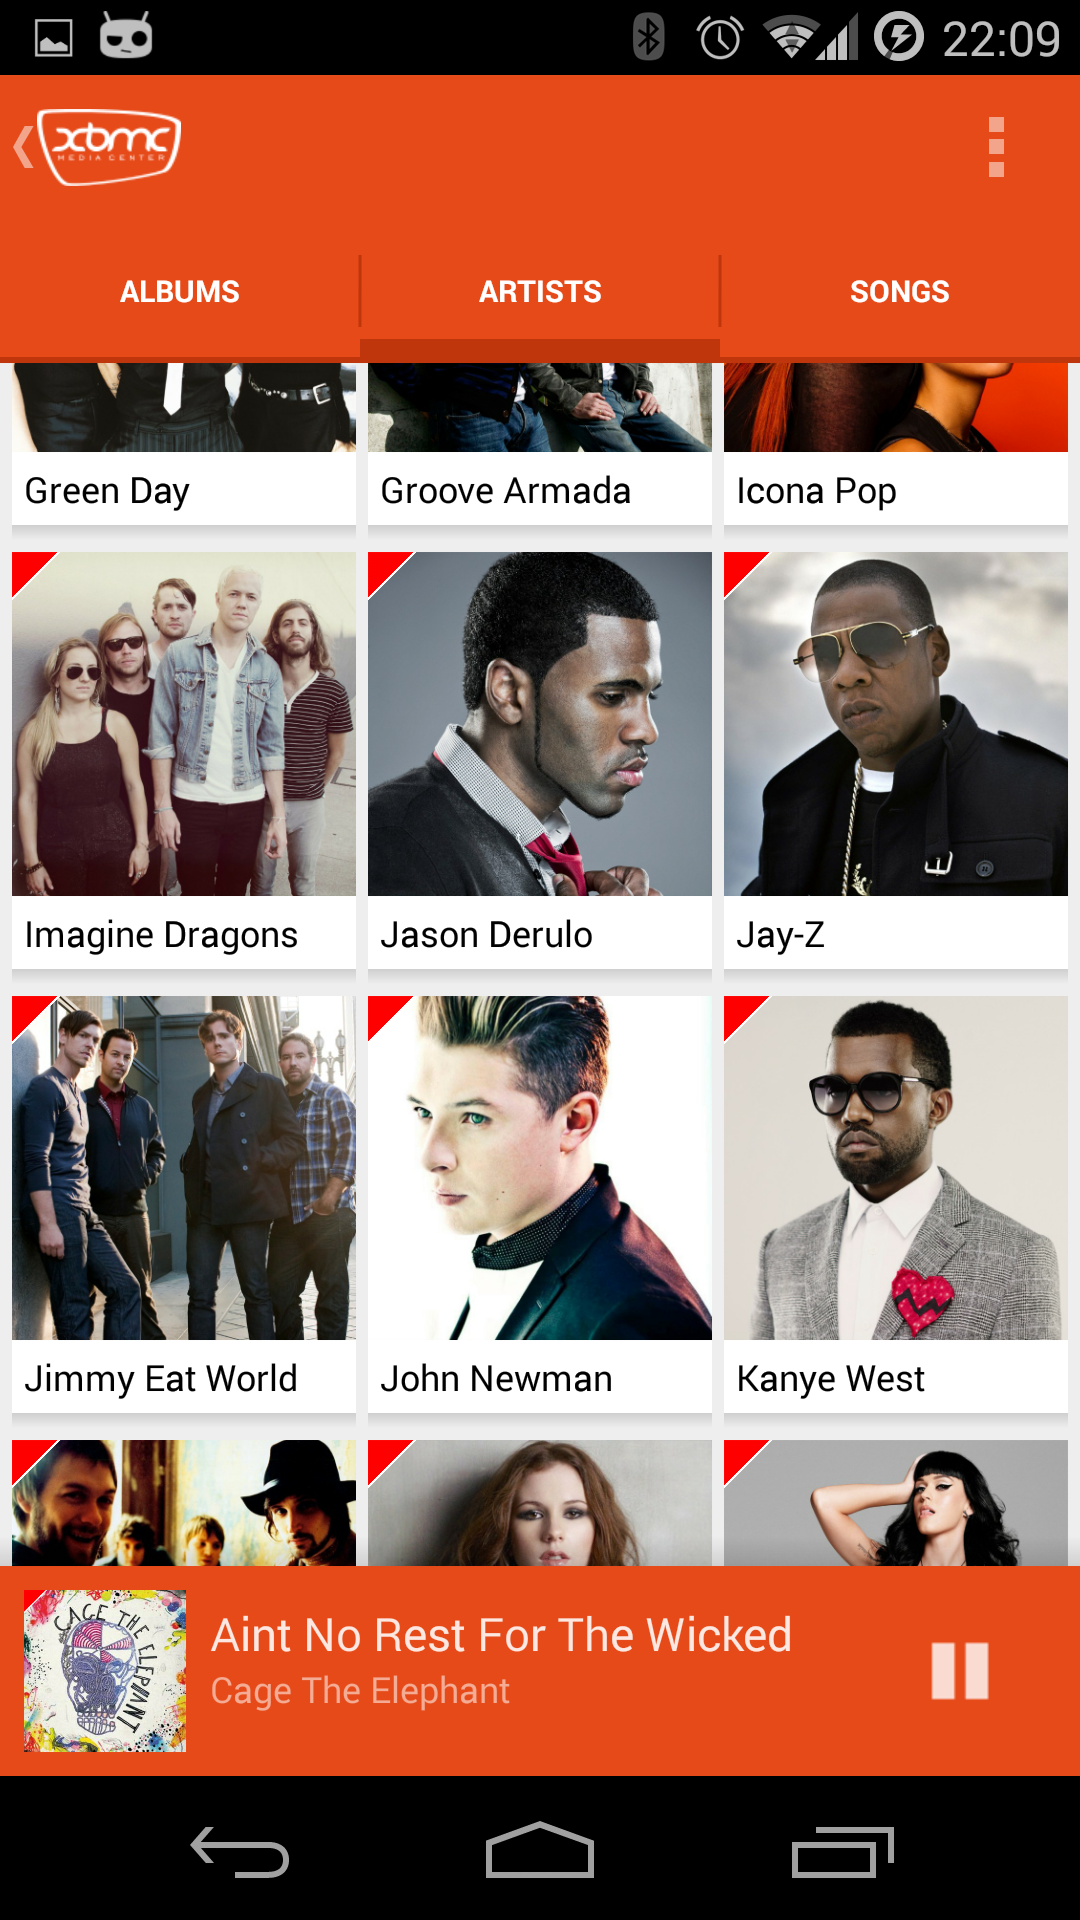 22:09
xbmc
MEDIA CENTER
ALBUMS
ARTISTS
SONGS
Green Day
Groove Armada
Icona Pop
Imagine Dragons
Jason Derulo
Jay-Z
Jimmy Eat World
John Newman
Kanye West
CAGE THE ELEPHANT
Aint No Rest For The Wicked
Cage The Elephant